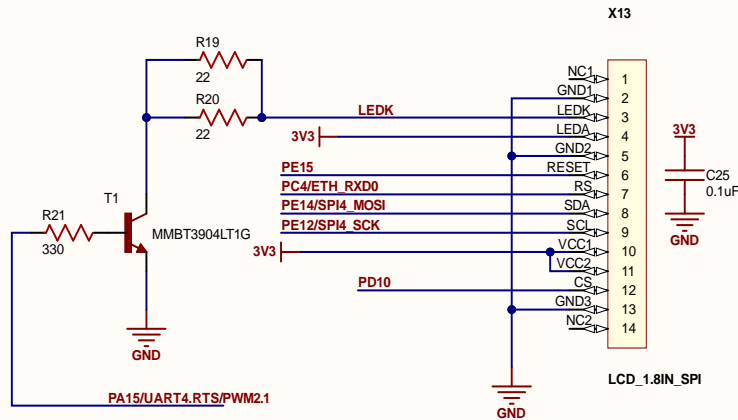 X13
R19
22
R20
22
NC1 1
GND1 2
LEDK LEDK 3
3V3 LEDA 4
GND2 5
PE15 RESET 6
PC4/ETH_RXD0 RS 7
PE14/SPI4_MOSI SDA 8
PE12/SPI4_SCK SCL 9
3V3 VCC1 10
VCC2 11
PD10 CS 12
GND3 13
NC2 14
LCD_1.8IN_SPI
GND
3V3
C25
0.1uF
GND
T1
MMBT3904LT1G
R21
330
GND
PA15/UART4.RTS/PWM2.1